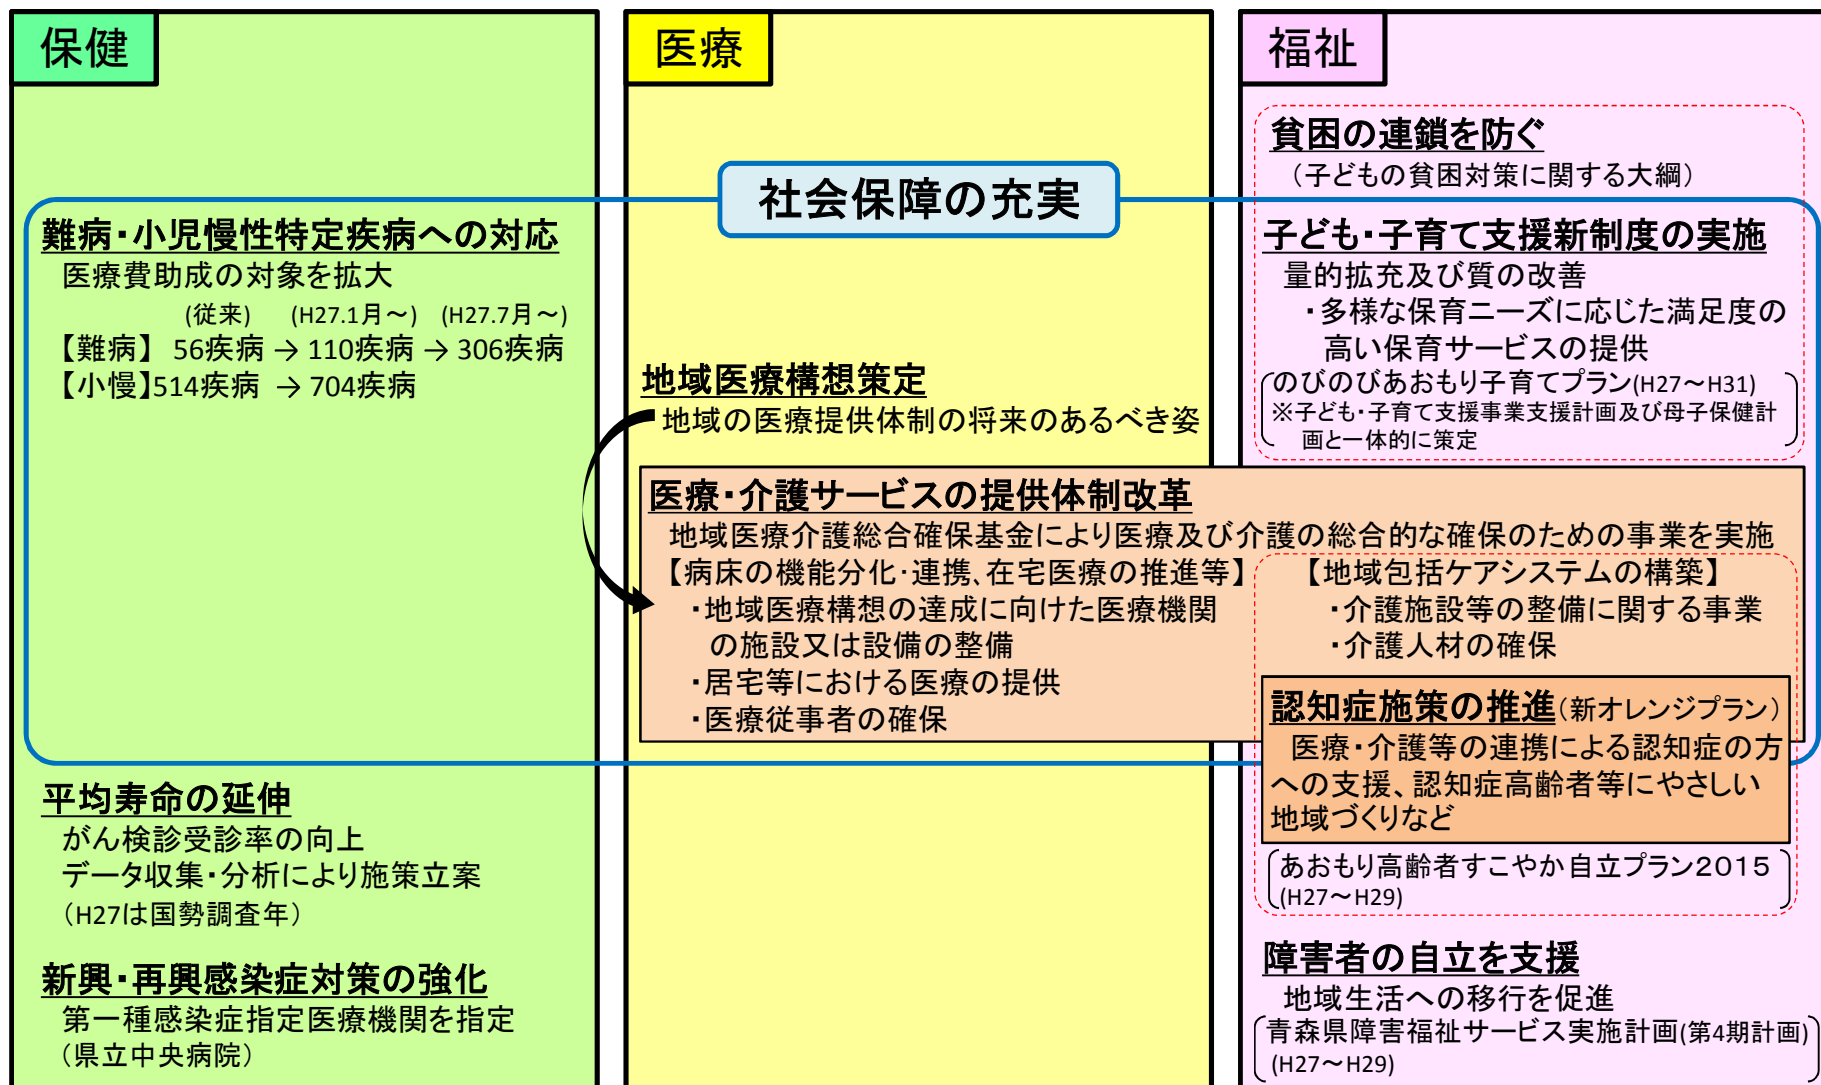 保健
難病・小児慢性特定疾病への対応
医療費助成の対象を拡大
(従来) (H27.1月～) (H27.7月～)
【難病】 56疾病 → 110疾病 → 306疾病
【小慢】514疾病 → 704疾病
平均寿命の延伸
がん検診受診率の向上
データ収集・分析により施策立案
（H27は国勢調査年）
新興・再興感染症対策の強化
第一種感染症指定医療機関を指定
（県立中央病院）
医療
社会保障の充実
地域医療構想策定
地域の医療提供体制の将来のあるべき姿
医療・介護サービスの提供体制改革
地域医療介護総合確保基金により医療及び介護の総合的な確保のための事業を実施
【病床の機能分化・連携、在宅医療の推進等】
・地域医療構想の達成に向けた医療機関
の施設又は設備の整備
・居宅等における医療の提供
・医療従事者の確保
福祉
貧困の連鎖を防ぐ
（子どもの貧困対策に関する大綱）
子ども・子育て支援新制度の実施
量的拡充及び質の改善
・多様な保育ニーズに応じた満足度の
高い保育サービスの提供
のびのびあおもり子育てプラン(H27～H31)
※子ども・子育て支援事業支援計画及び母子保健計
画と一体的に策定
【地域包括ケアシステムの構築】
・介護施設等の整備に関する事業
・介護人材の確保
認知症施策の推進（新オレンジプラン）
医療・介護等の連携による認知症の方
への支援、認知症高齢者等にやさしい
地域づくりなど
あおもり高齢者すこやか自立プラン２０１５
(H27～H29)
障害者の自立を支援
地域生活への移行を促進
青森県障害福祉サービス実施計画(第4期計画)
(H27～H29)